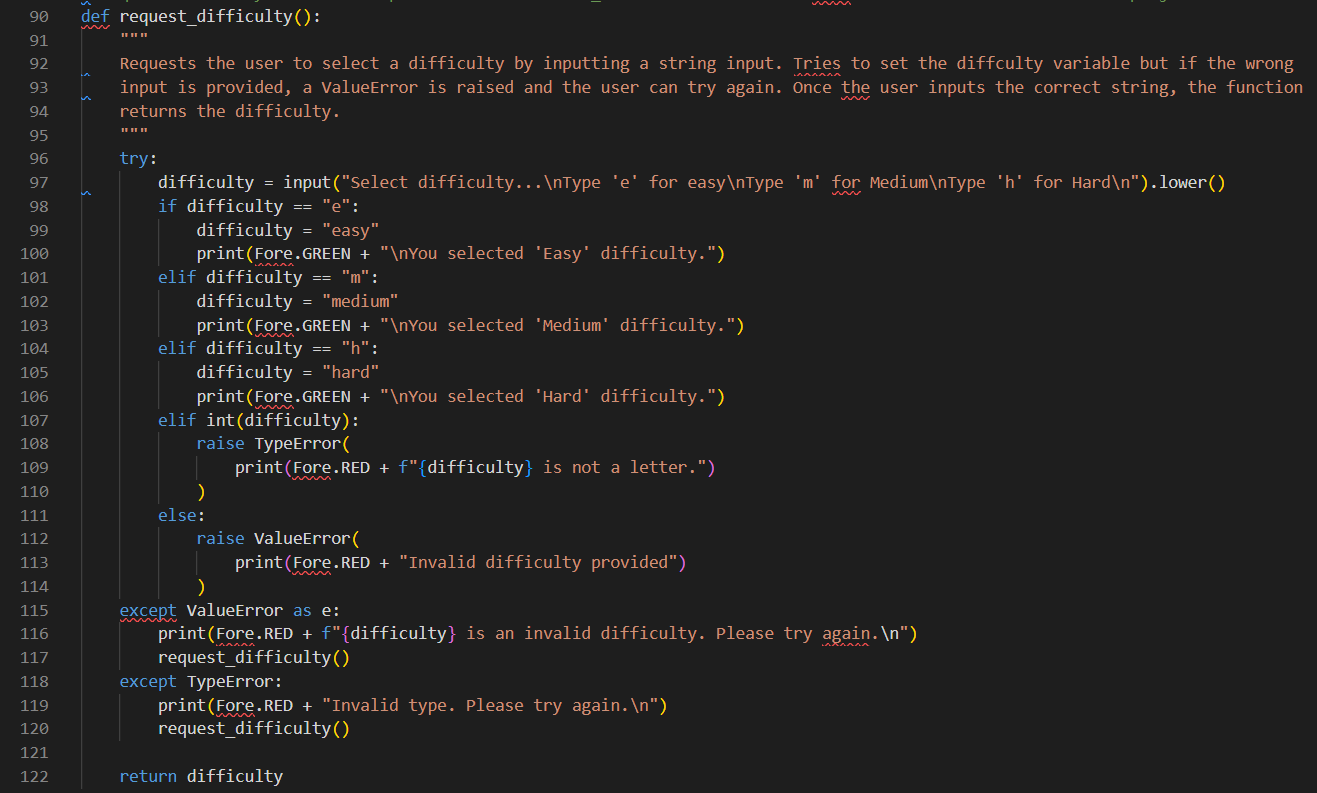 90 def request_difficulty():
91 """
92 Requests the user to select a difficulty by inputting a string input. Tries to set the diffculty variable but if the wrong
93 input is provided, a ValueError is raised and the user can try again. Once the user inputs the correct string, the function
94 returns the difficulty.
95 """
96 try:
97 difficulty = input("Select difficulty...\nType 'e' for easy\nType 'm' for Medium\nType 'h' for Hard\n").lower()
98 if difficulty == "e":
99 difficulty = "easy"
100 print(Fore.GREEN + "\nYou selected 'Easy' difficulty.")
101 elif difficulty == "m":
102 difficulty = "medium"
103 print(Fore.GREEN + "\nYou selected 'Medium' difficulty.")
104 elif difficulty == "h":
105 difficulty = "hard"
106 print(Fore.GREEN + "\nYou selected 'Hard' difficulty.")
107 elif int(difficulty):
108 raise TypeError(
109 print(Fore.RED + f"{difficulty} is not a letter.")
110 )
111 else:
112 raise ValueError(
113 print(Fore.RED + "Invalid difficulty provided")
114 )
115 except ValueError as e:
116 print(Fore.RED + f"{difficulty} is an invalid difficulty. Please try again.\n")
117 request_difficulty()
118 except TypeError:
119 print(Fore.RED + "Invalid type. Please try again.\n")
120 request_difficulty()
121
122 return difficulty